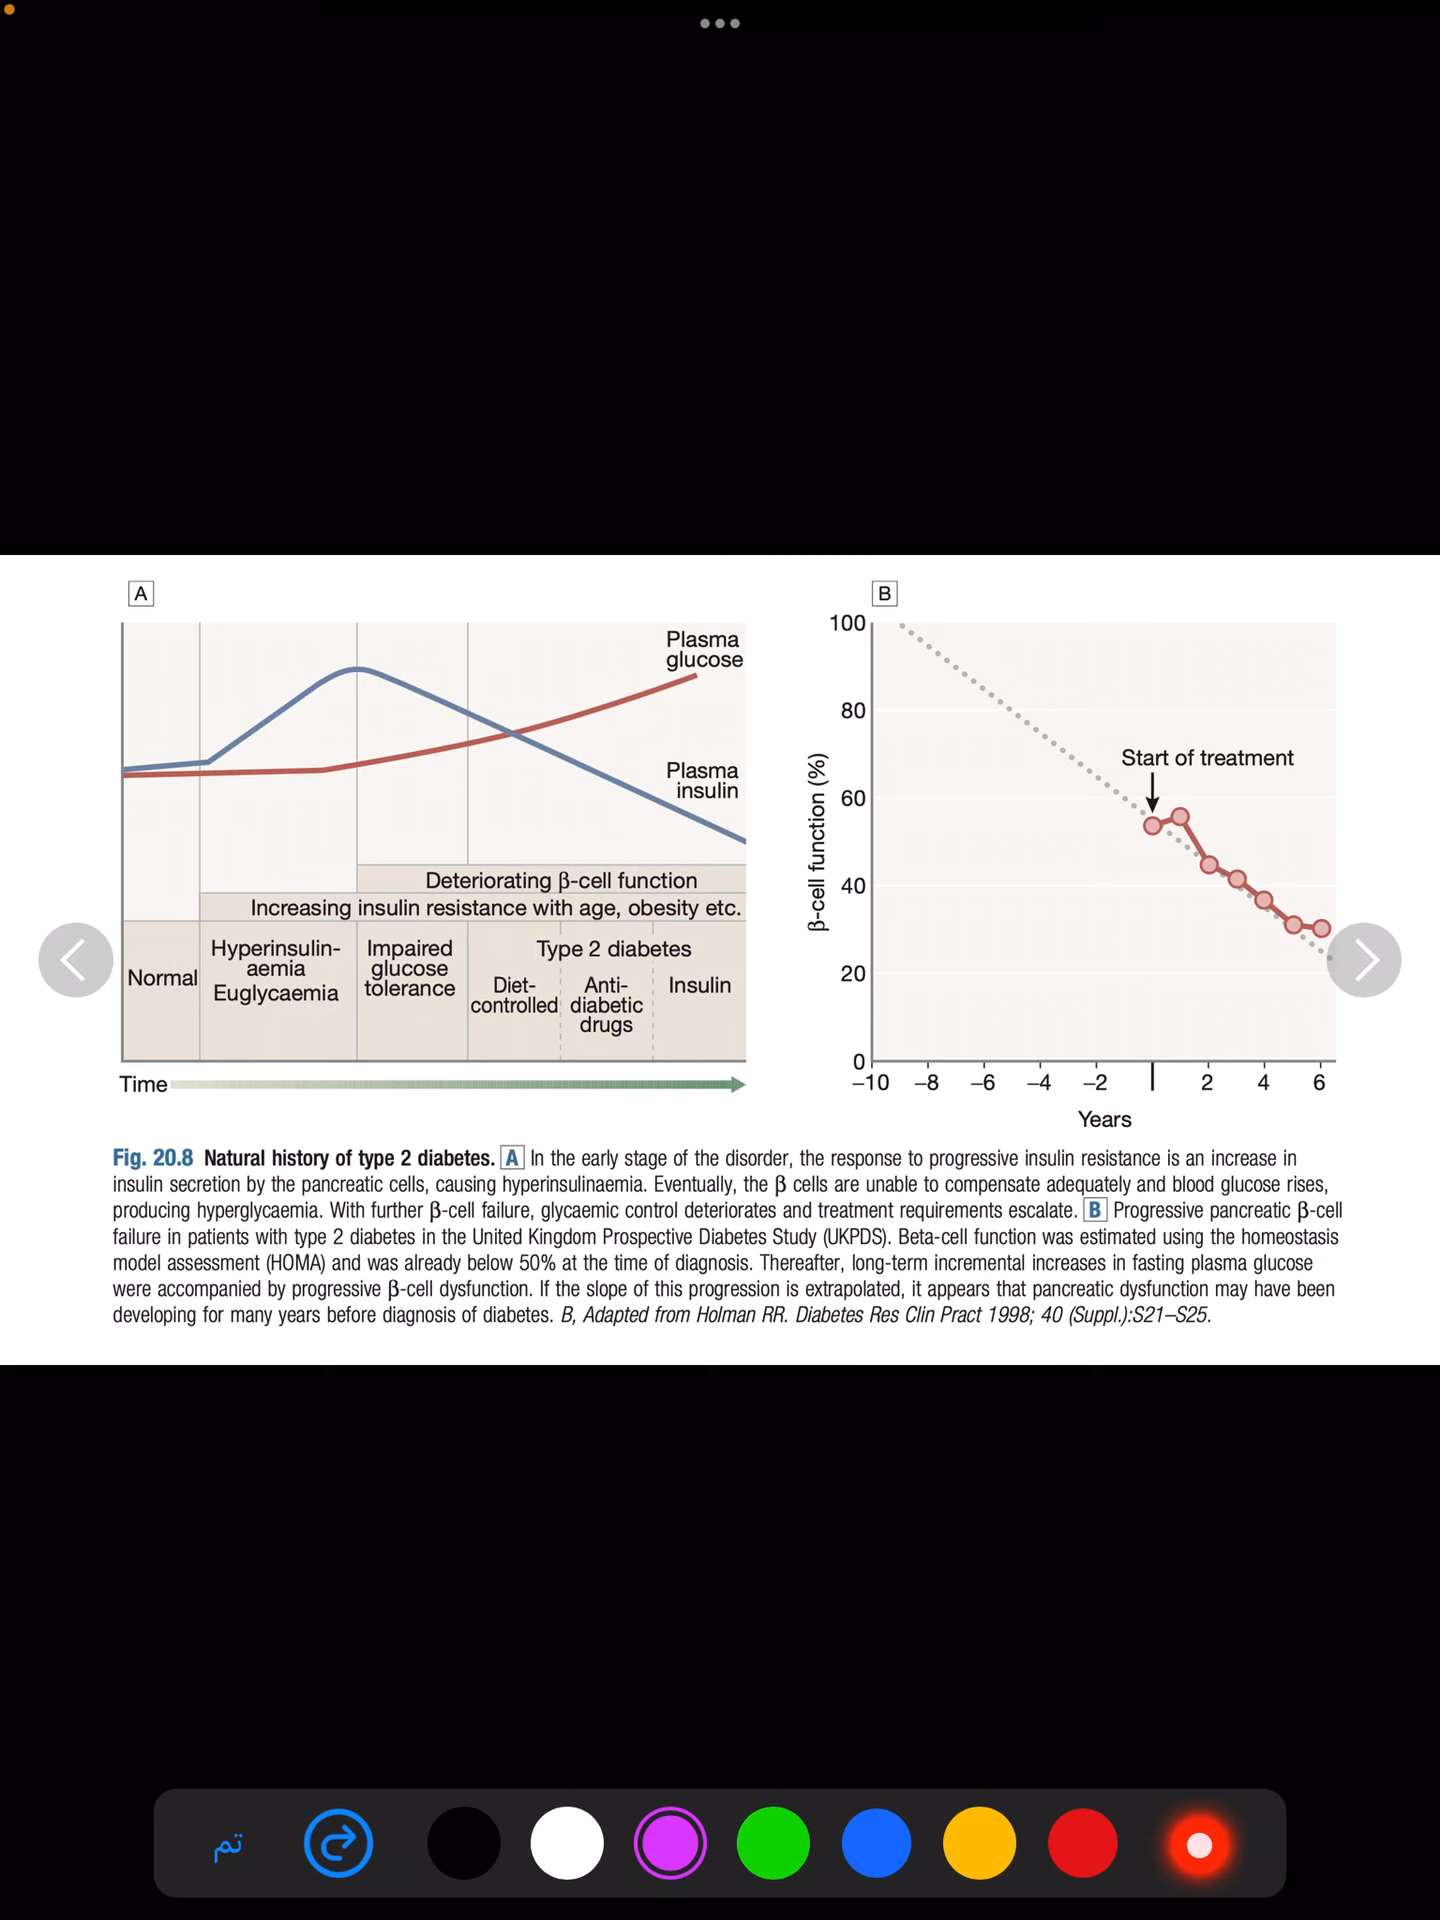 A
Plasma
glucose
Plasma
insulin
Deteriorating β-cell function
Increasing insulin resistance with age, obesity etc.
Normal
Hyperinsulin-
aemia
Euglycaemia
Impaired
glucose
tolerance
Type 2 diabetes
Diet-
controlled
Anti-
diabetic
drugs
Insulin
Time
B
100
80
60
40
20
0
β-cell function (%)
Start of treatment
–10 –8 –6 –4 –2 2 4 6
Years
Fig. 20.8 Natural history of type 2 diabetes. A In the early stage of the disorder, the response to progressive insulin resistance is an increase in
insulin secretion by the pancreatic cells, causing hyperinsulinaemia. Eventually, the β cells are unable to compensate adequately and blood glucose rises,
producing hyperglycaemia. With further β-cell failure, glycaemic control deteriorates and treatment requirements escalate. B Progressive pancreatic β-cell
failure in patients with type 2 diabetes in the United Kingdom Prospective Diabetes Study (UKPDS). Beta-cell function was estimated using the homeostasis
model assessment (HOMA) and was already below 50% at the time of diagnosis. Thereafter, long-term incremental increases in fasting plasma glucose
were accompanied by progressive β-cell dysfunction. If the slope of this progression is extrapolated, it appears that pancreatic dysfunction may have been
developing for many years before diagnosis of diabetes. B, Adapted from Holman RR. Diabetes Res Clin Pract 1998; 40 (Suppl.):S21–S25.
تم